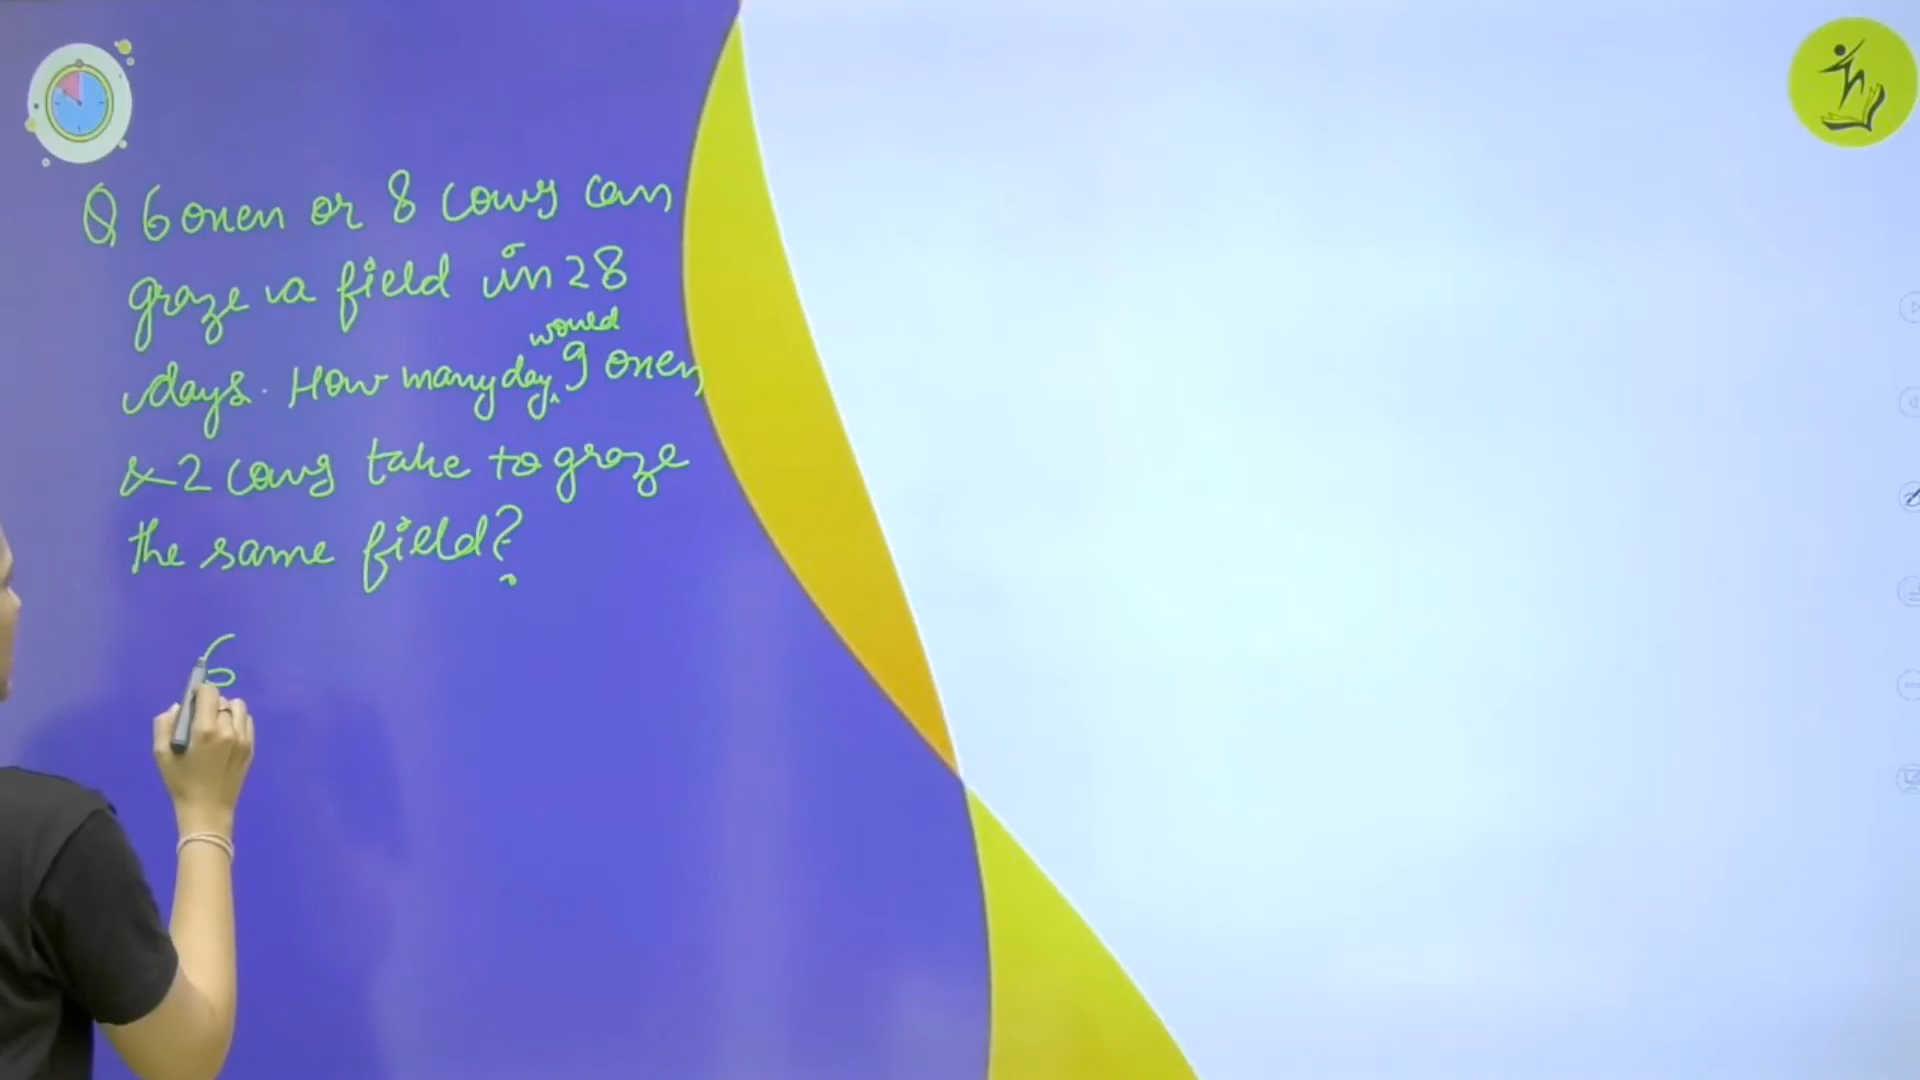 Q 6 oxen or 8 cows can
graze a field in 28
would
days. How many days 9 oxen
& 2 cows take to graze
the same field?
6